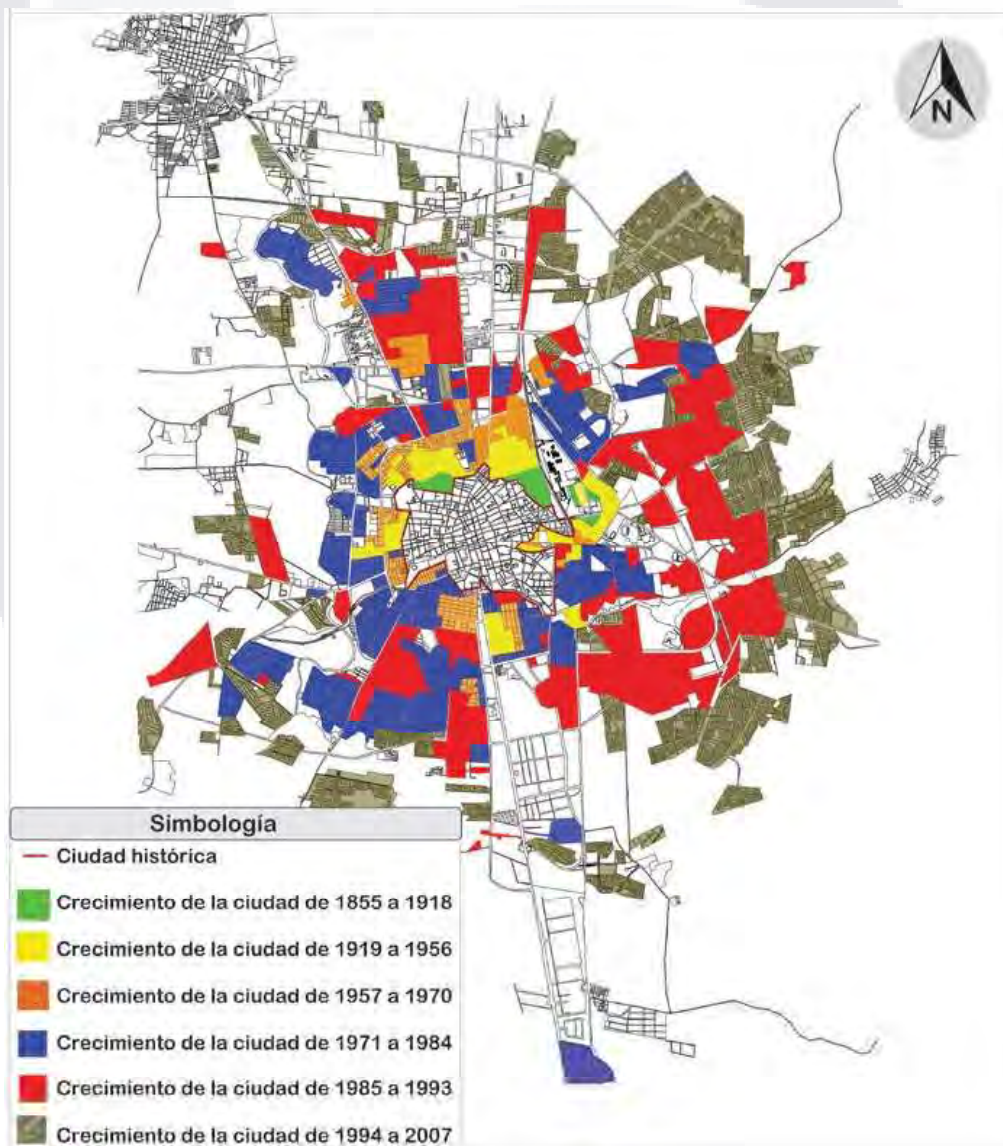 N
Simbología
Ciudad histórica
Crecimiento de la ciudad de 1855 a 1918
Crecimiento de la ciudad de 1919 a 1956
Crecimiento de la ciudad de 1957 a 1970
Crecimiento de la ciudad de 1971 a 1984
Crecimiento de la ciudad de 1985 a 1993
Crecimiento de la ciudad de 1994 a 2007